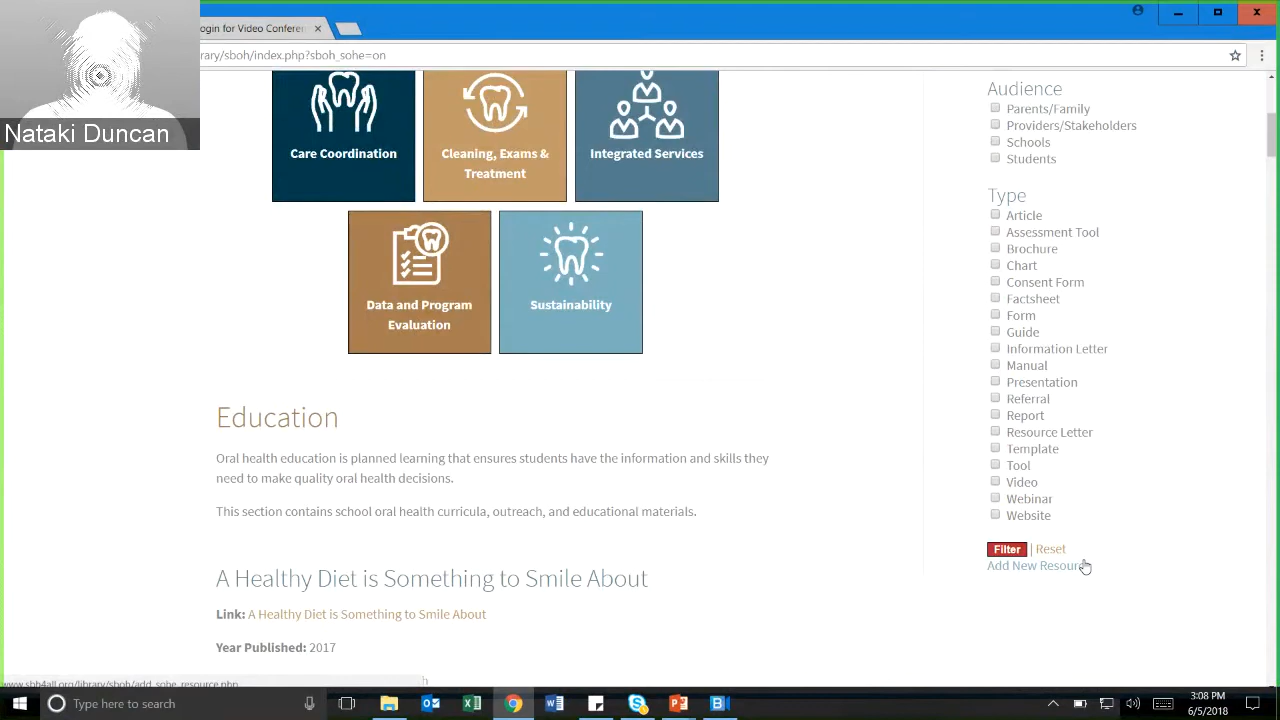 ogin for Video Conferen
rary/sboh/index.php?sboh_sohe=on
Nataki Duncan
Care Coordination
Cleaning, Exams &
Treatment
Integrated Services
Data and Program
Evaluation
Sustainability
Education
Oral health education is planned learning that ensures students have the information and skills they
need to make quality oral health decisions.
This section contains school oral health curricula, outreach, and educational materials.
A Healthy Diet is Something to Smile About
Link: A Healthy Diet is Something to Smile About
Year Published: 2017
Audience
Parents/Family
Providers/Stakeholders
Schools
Students
Type
Article
Assessment Tool
Brochure
Chart
Consent Form
Factsheet
Form
Guide
Information Letter
Manual
Presentation
Referral
Report
Resource Letter
Template
Tool
Video
Webinar
Website
Filter | Reset
Add New Resour
www.sbh4all.org/library/sboh/add_sohe_resource.php
Type here to search
3:08 PM
6/5/2018